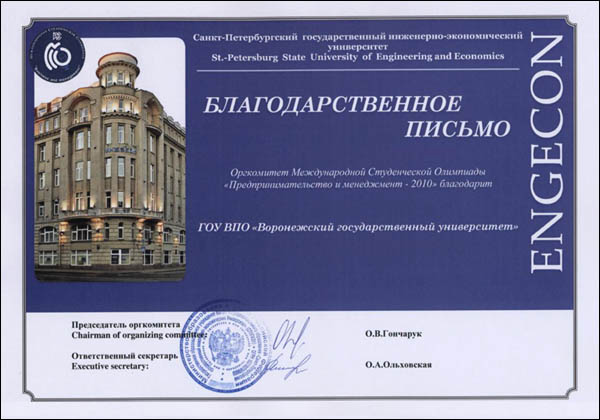 Санкт-Петербургский государственный инженерно-экономический
университет
St.-Petersburg State University of Engineering and Economics
БЛАГОДАРСТВЕННОЕ
ПИСЬМО
ENGECON
Оргкомитет Международной Студенческой Олимпиады
«Предпринимательство и менеджмент - 2010» благодарит
ГОУ ВПО «Воронежский государственный университет»
Председатель оргкомитета
Chairman of organizing committee:
О.В.Гончарук
Ответственный секретарь
Executive secretary:
О.А.Ольховская